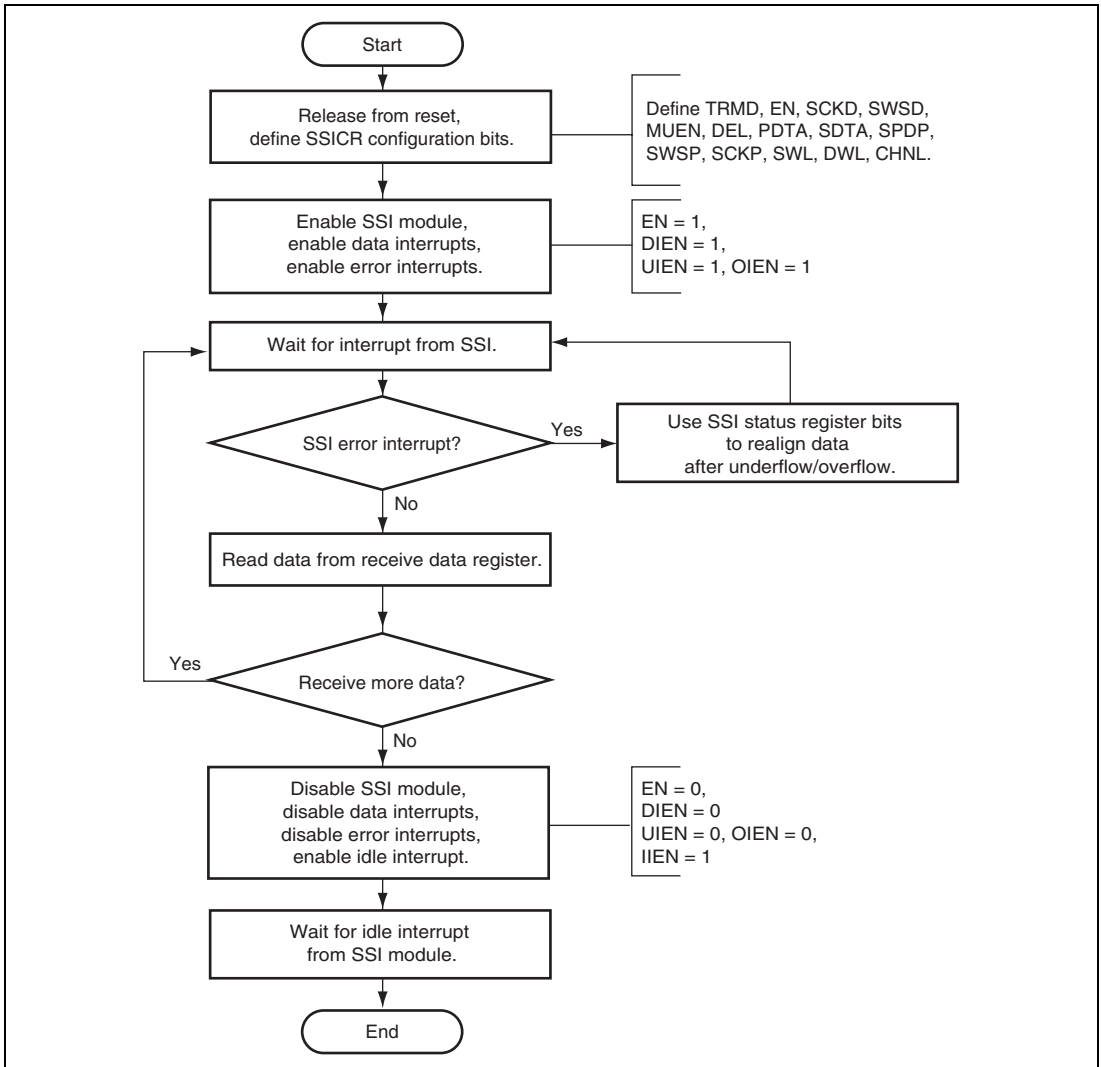 Start
Release from reset,
define SSICR configuration bits.
Define TRMD, EN, SCKD, SWSD,
MUEN, DEL, PDTA, SDTA, SPDP,
SWSP, SCKP, SWL, DWL, CHNL.
Enable SSI module,
enable data interrupts,
enable error interrupts.
EN = 1,
DIEN = 1,
UIEN = 1, OIEN = 1
Wait for interrupt from SSI.
SSI error interrupt?
Yes
Use SSI status register bits
to realign data
after underflow/overflow.
No
Read data from receive data register.
Yes
Receive more data?
No
Disable SSI module,
disable data interrupts,
disable error interrupts,
enable idle interrupt.
EN = 0,
DIEN = 0
UIEN = 0, OIEN = 0,
IIEN = 1
Wait for idle interrupt
from SSI module.
End